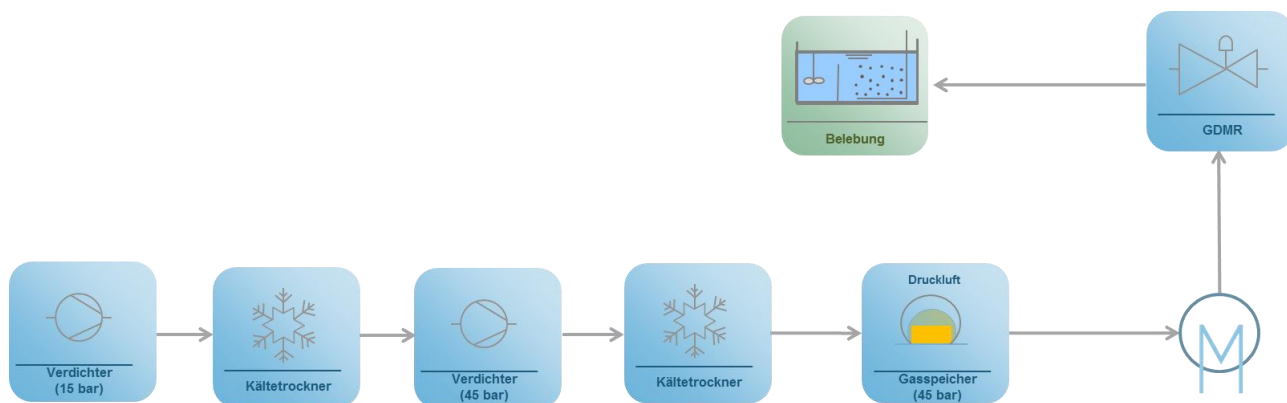 Belebung
GDMR
Verdichter
(15 bar)
Kältetrockner
Verdichter
(45 bar)
Kältetrockner
Druckluft
Gasspeicher
(45 bar)